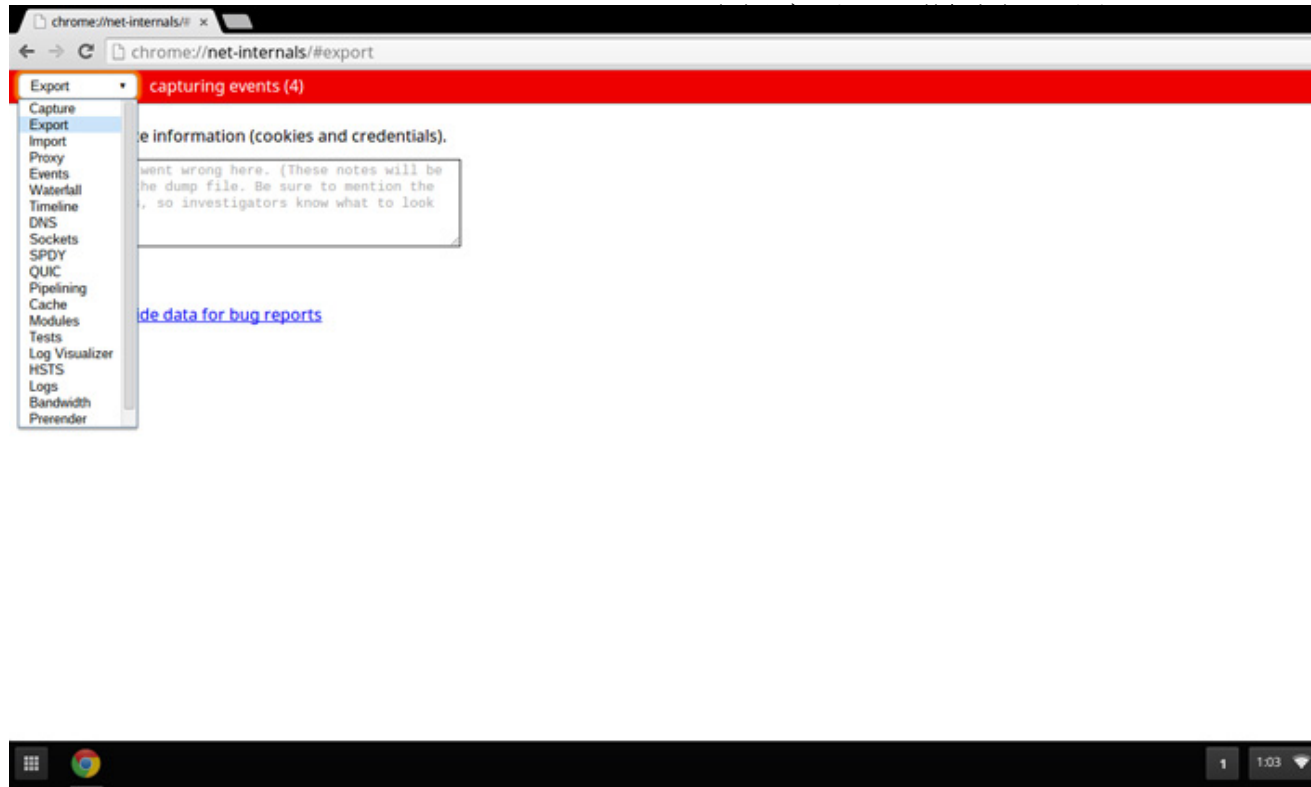 chrome://net-internals/#
chrome://net-internals/#export
Export
capturing events (4)
Capture
Export
Import
Proxy
Events
Waterfall
Timeline
DNS
Sockets
SPDY
QUIC
Pipelining
Cache
Modules
Tests
Log Visualizer
HSTS
Logs
Bandwidth
Prerender
e information (cookies and credentials).
went wrong here. (These notes will be
he dump file. Be sure to mention the
, so investigators know what to look
ide data for bug reports
1
1:03